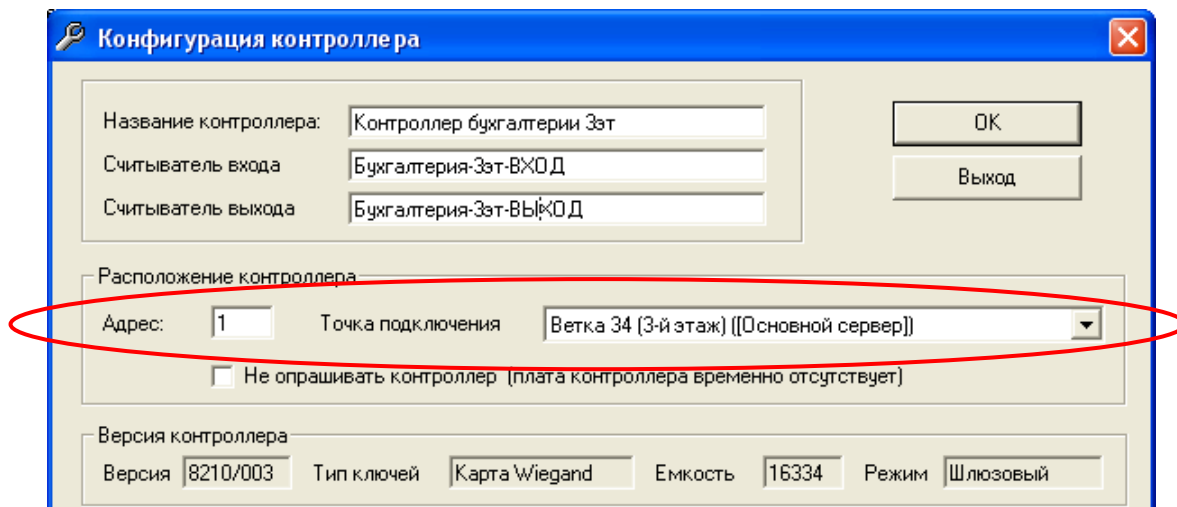 Конфигурация контроллера
Название контроллера: Контроллер бухгалтерии 3эт
OK
Считыватель входа Бухгалтерия-3эт-ВХОД
Выход
Считыватель выхода Бухгалтерия-3эт-ВЫХОД
Расположение контроллера
Адрес: 1 Точка подключения Ветка 34 (3-й этаж) ([Основной сервер])
Не опрашивать контроллер (плата контроллера временно отсутствует)
Версия контроллера
Версия 8210/003 Тип ключей Карта Wiegand Емкость 16334 Режим Шлюзовый